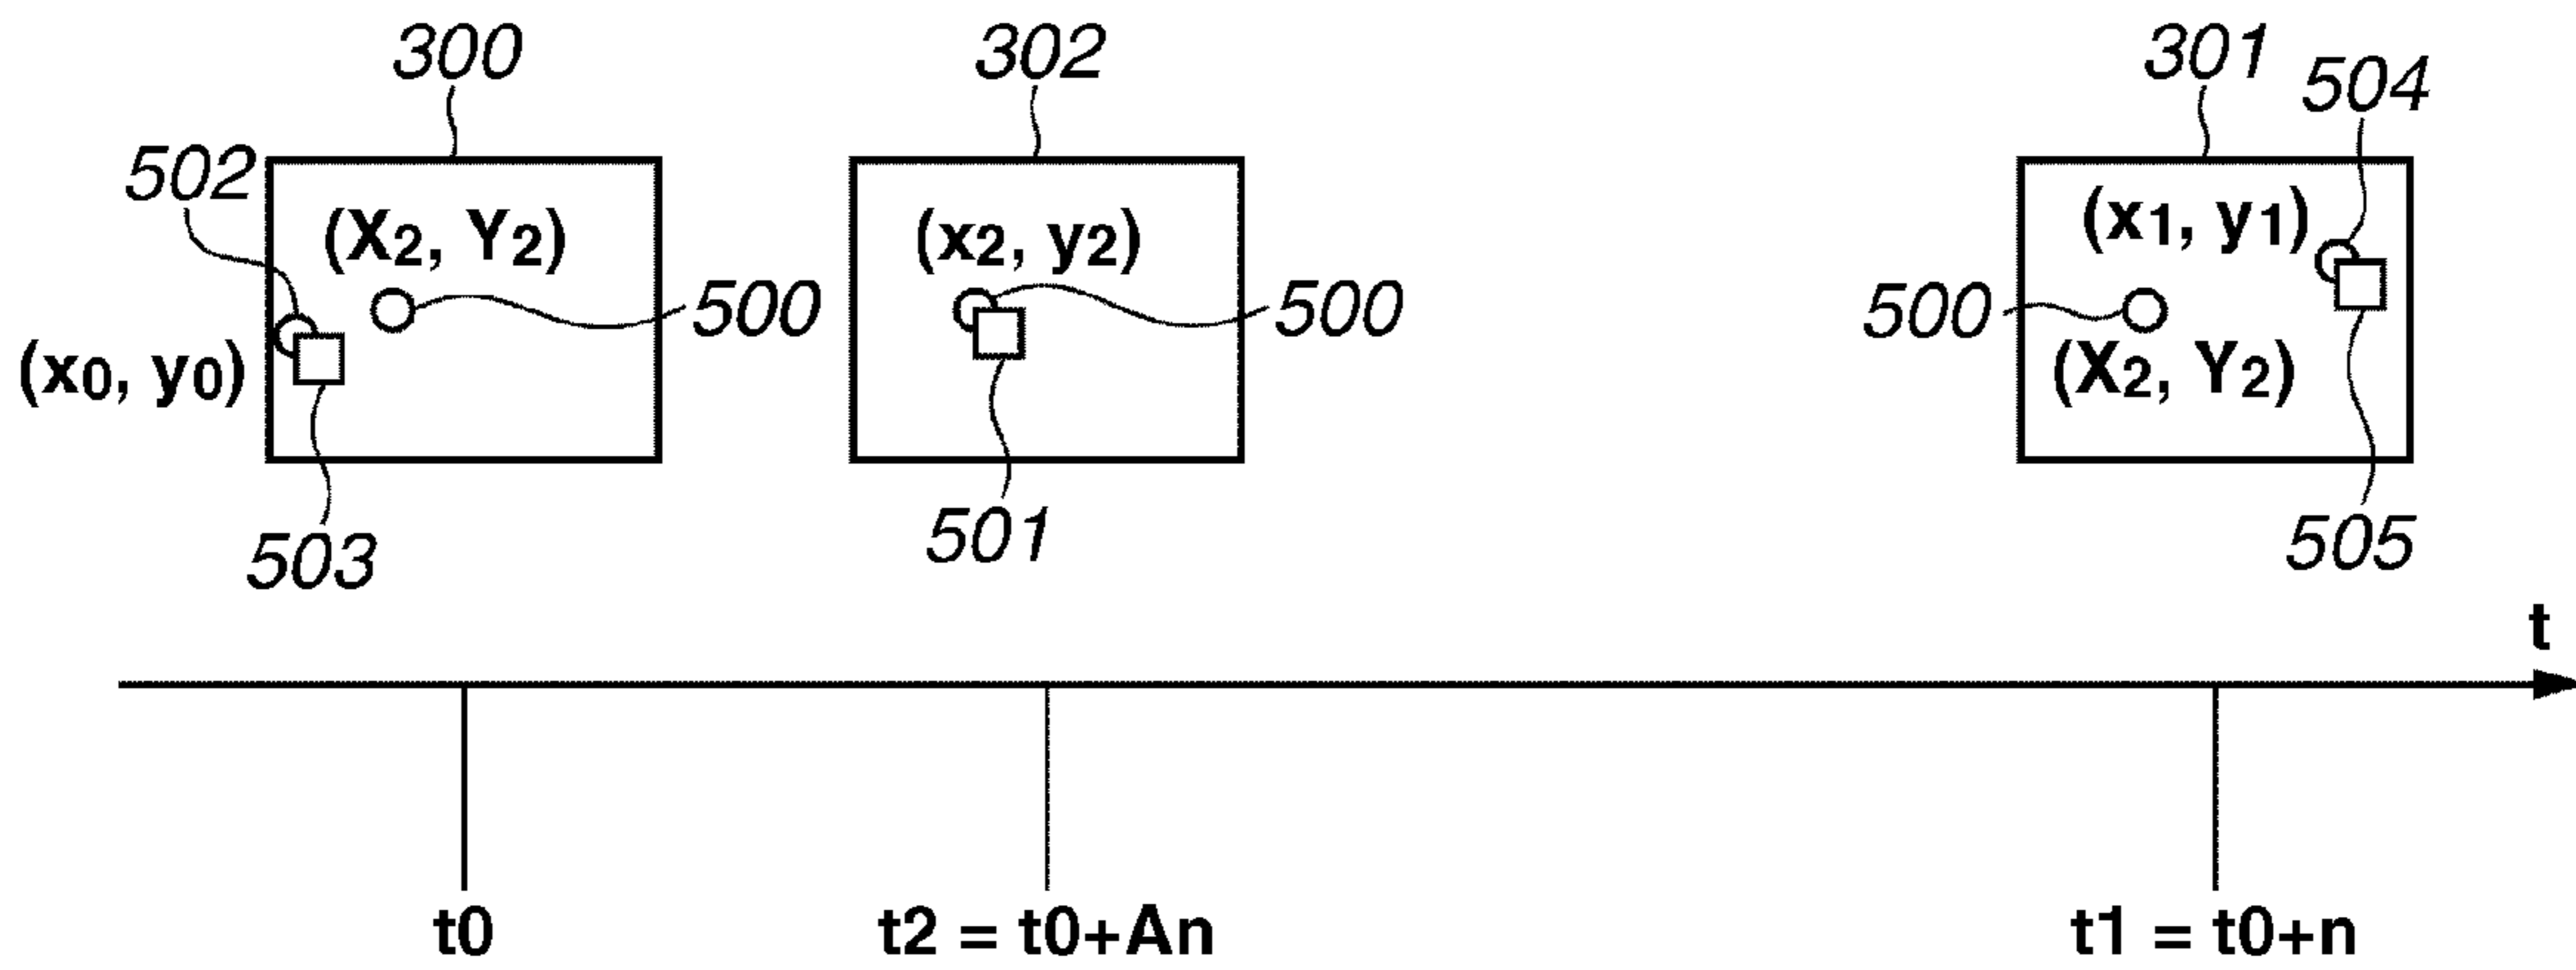 300 302 301
504
502
(X2, Y2) (x2, y2) (x1, y1)
500 500 500
(x0, y0) (X2, Y2)
501
503 505
t
t0 t2 = t0+An t1 = t0+n